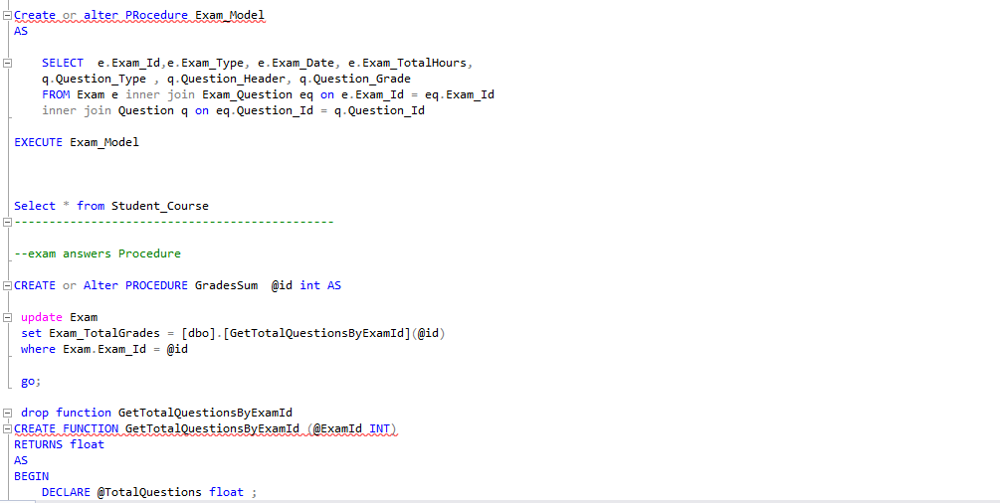 Create or alter PRocedure Exam_Model
AS
SELECT  e.Exam_Id,e.Exam_Type, e.Exam_Date, e.Exam_TotalHours,
q.Question_Type , q.Question_Header, q.Question_Grade
FROM Exam e inner join Exam_Question eq on e.Exam_Id = eq.Exam_Id
inner join Question q on eq.Question_Id = q.Question_Id
EXECUTE Exam_Model
Select * from Student_Course
----------------------------------------------
--exam answers Procedure
CREATE or Alter PROCEDURE GradesSum  @id int AS
update Exam
set Exam_TotalGrades = [dbo].[GetTotalQuestionsByExamId](@id)
where Exam.Exam_Id = @id
go;
drop function GetTotalQuestionsByExamId
CREATE FUNCTION GetTotalQuestionsByExamId (@ExamId INT)
RETURNS float
AS
BEGIN
DECLARE @TotalQuestions float ;